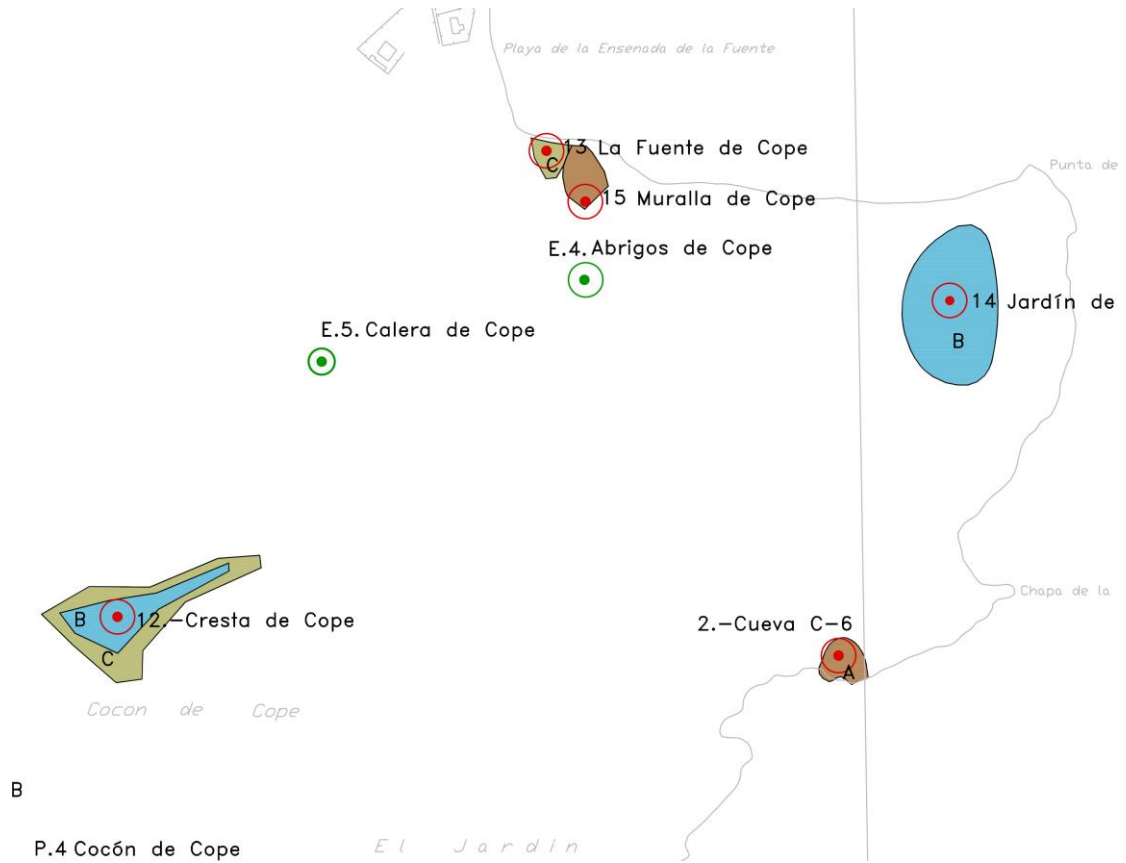 Playa de la Ensenada de la Fuente
13 La Fuente de Cope
C
Punta de
15 Muralla de Cope
E.4. Abrigos de Cope
14 Jardín de
E.5. Calera de Cope
B
Chapa de la
B
12.-Cresta de Cope
2.-Cueva C-6
C
A
Cocon de Cope
B
P.4 Cocón de Cope
El Jardin